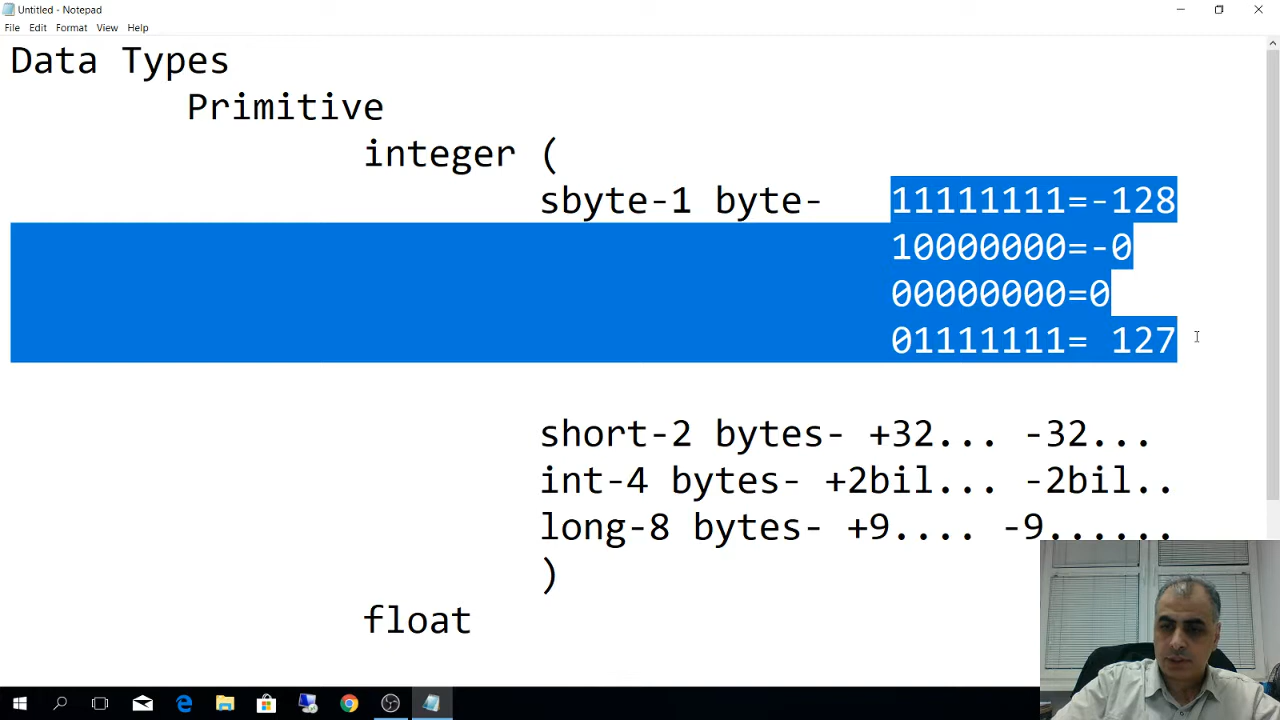 Untitled - Notepad
File Edit Format View Help
Data Types
Primitive
integer (
sbyte-1 byte- 11111111=-128
10000000=-0
00000000=0
01111111= 127
short-2 bytes- +32... -32...
int-4 bytes- +2bil... -2bil..
long-8 bytes- +9.... -9......
)
float